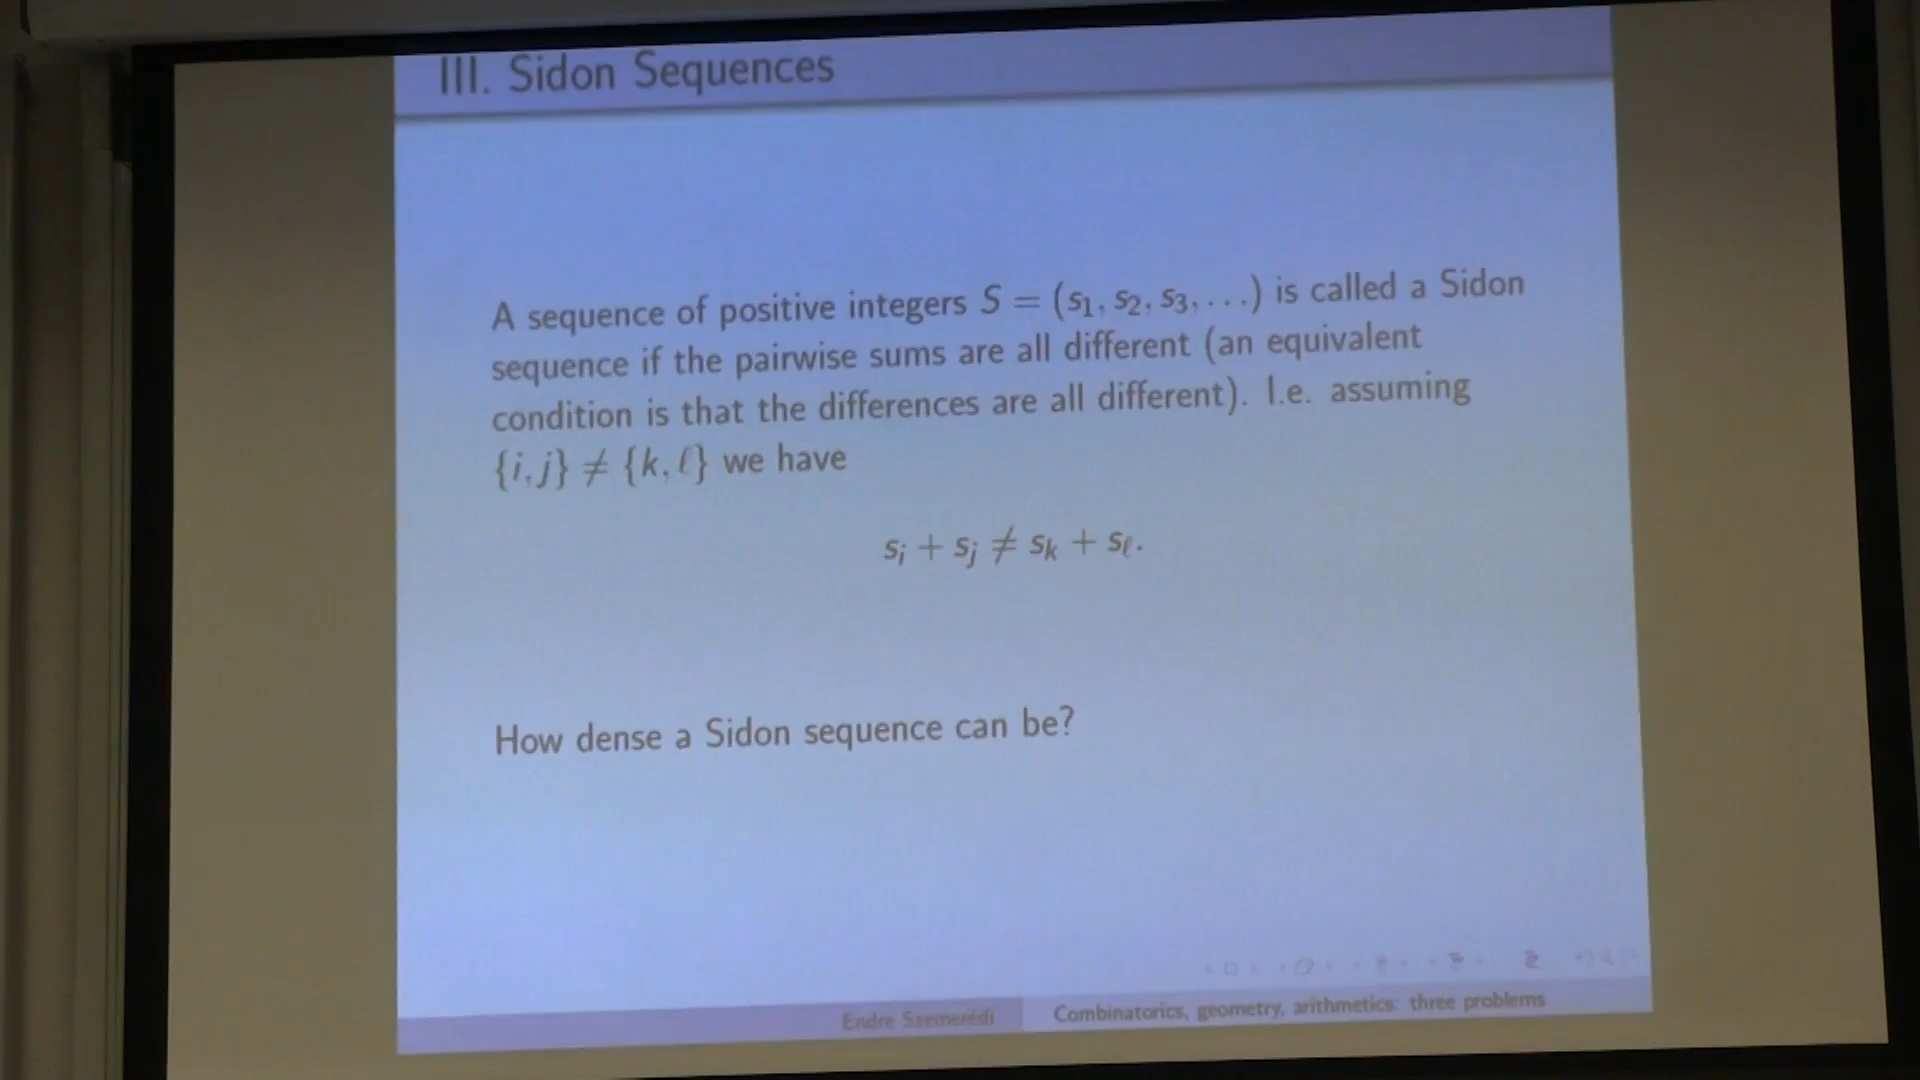 III. Sidon Sequences
A sequence of positive integers S = (s₁, s₂, s₃, . . .) is called a Sidon
sequence if the pairwise sums are all different (an equivalent
condition is that the differences are all different). I.e. assuming
{i, j} ≠ {k, ℓ} we have
sᵢ + sⱼ ≠ sₖ + sℓ.
How dense a Sidon sequence can be?
Endre Szemerédi
Combinatorics, geometry, arithmetics: three problems